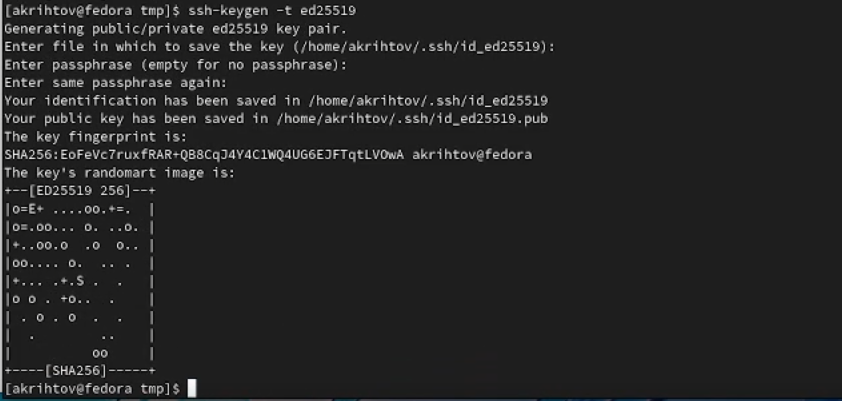 [akrihtov@fedora tmp]$ ssh-keygen -t ed25519
Generating public/private ed25519 key pair.
Enter file in which to save the key (/home/akrihtov/.ssh/id_ed25519):
Enter passphrase (empty for no passphrase):
Enter same passphrase again:
Your identification has been saved in /home/akrihtov/.ssh/id_ed25519
Your public key has been saved in /home/akrihtov/.ssh/id_ed25519.pub
The key fingerprint is:
SHA256:EoFeVc7ruxfRAR+QB8CqJ4Y4C1WQ4UG6EJFTqtLVOwA akrihtov@fedora
The key's randomart image is:
+--[ED25519 256]--+
|o=E+ ....oo.+=.  |
|o=.oo... o. ..o. |
|+..oo.o  .o  o.. |
|oo.... o.  .. .  |
|+... .+.S .  .   |
|o o . +o..  .    |
| . o . o  .  .   |
|  .       ..     |
|         oo      |
+----[SHA256]-----+
[akrihtov@fedora tmp]$